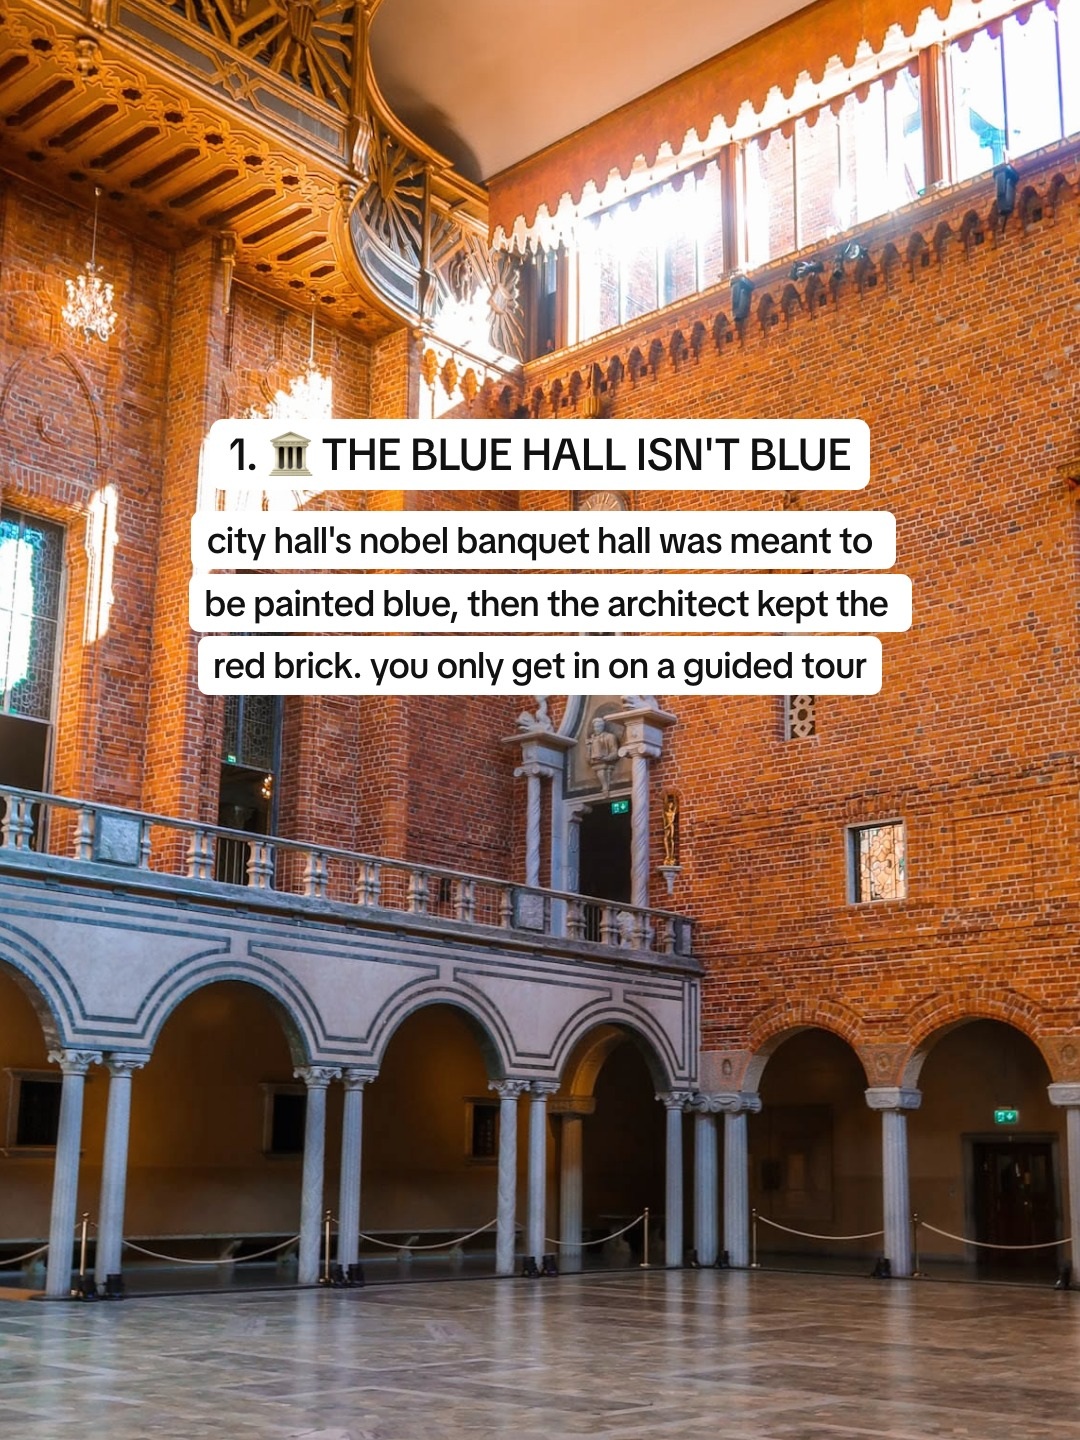 1. 🏛️ THE BLUE HALL ISN'T BLUE
city hall's nobel banquet hall was meant to
be painted blue, then the architect kept the
red brick. you only get in on a guided tour